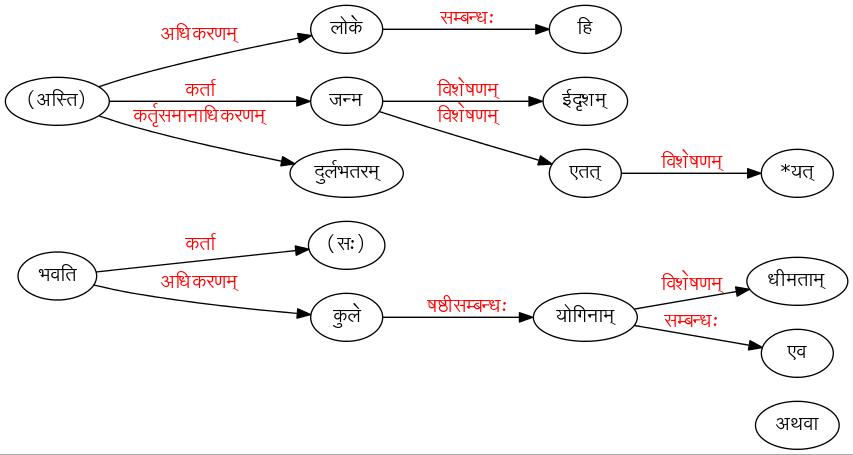 अधिकरणम्
लोके
सम्बन्धः
हि
(अस्ति)
कर्ता
जन्म
विशेषणम्
ईदृशम्
कर्तृसमानाधिकरणम्
विशेषणम्
दुर्लभतरम्
एतत्
विशेषणम्
*यत्
भवति
कर्ता
(सः)
अधिकरणम्
कुले
षष्ठीसम्बन्धः
योगिनाम्
विशेषणम्
धीमताम्
सम्बन्धः
एव
अथवा